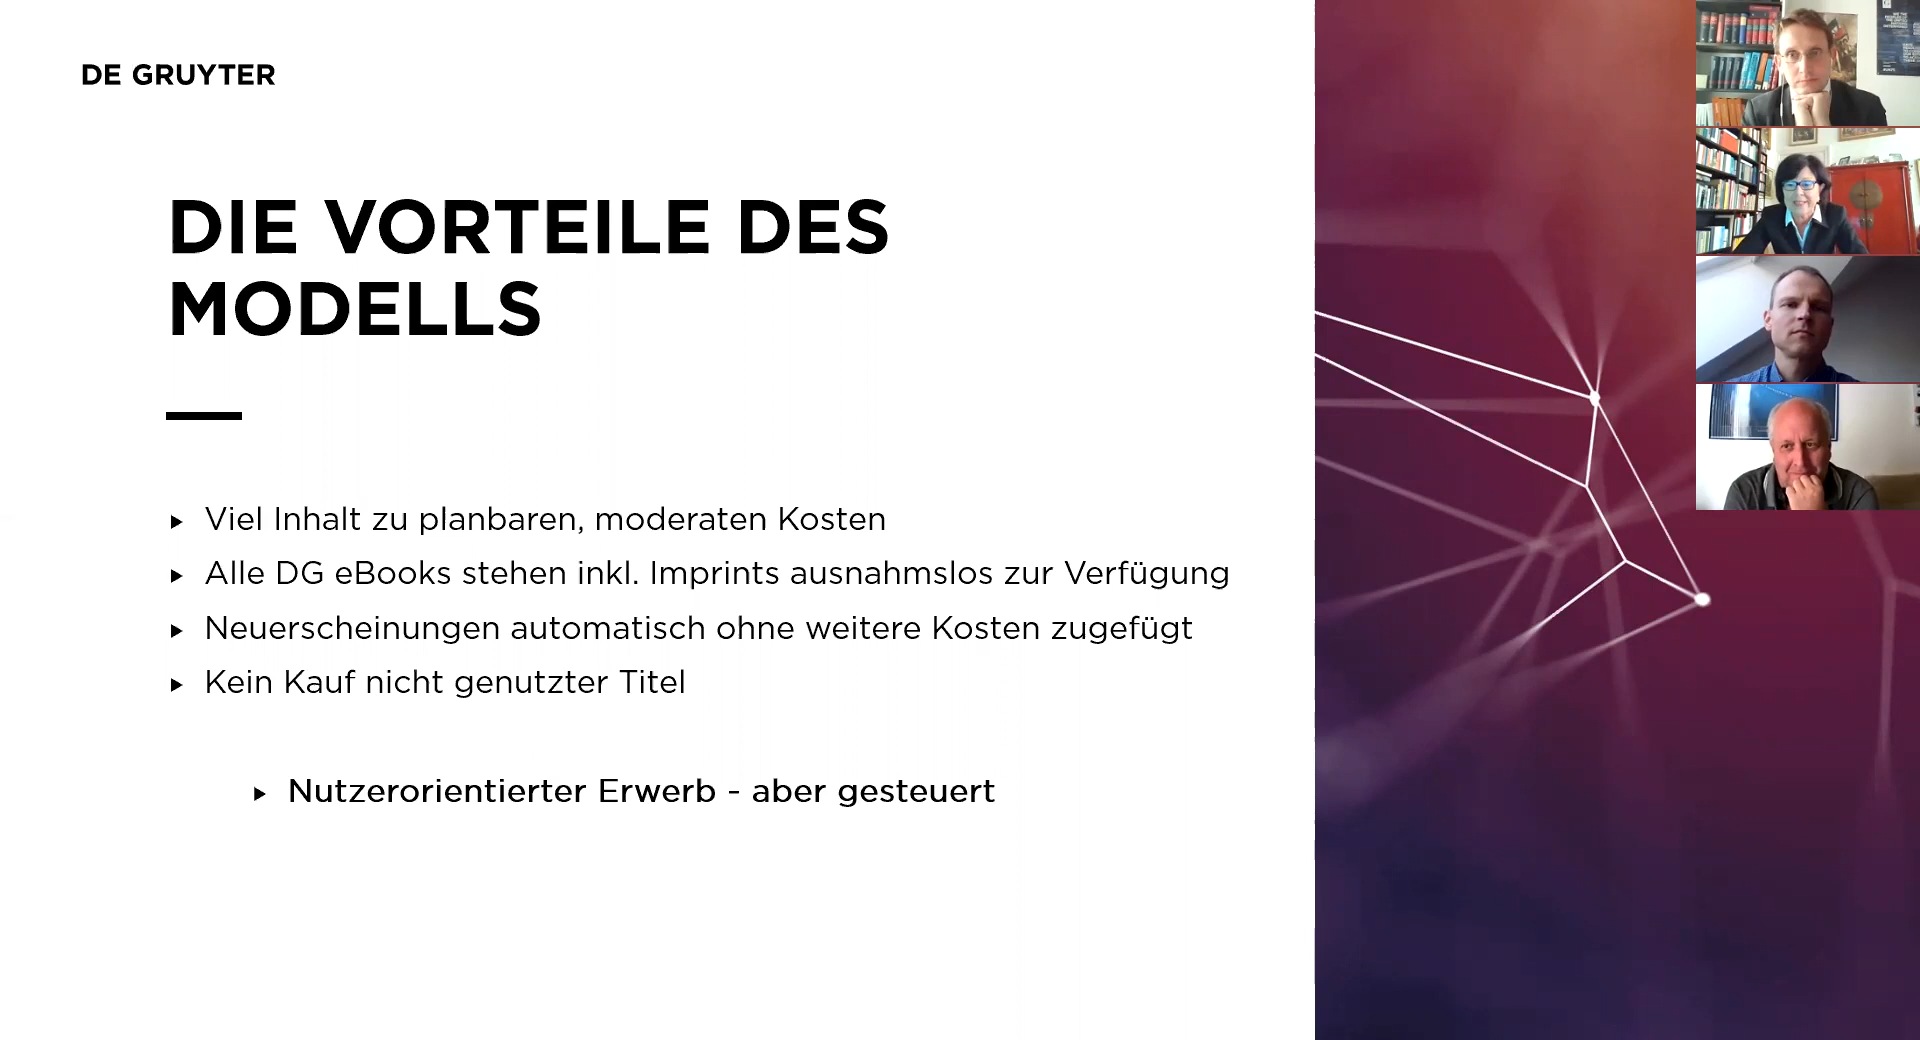 DE GRUYTER
DIE VORTEILE DES
MODELLS
Viel Inhalt zu planbaren, moderaten Kosten
Alle DG eBooks stehen inkl. Imprints ausnahmslos zur Verfügung
Neuerscheinungen automatisch ohne weitere Kosten zugefügt
Kein Kauf nicht genutzter Titel
Nutzerorientierter Erwerb - aber gesteuert